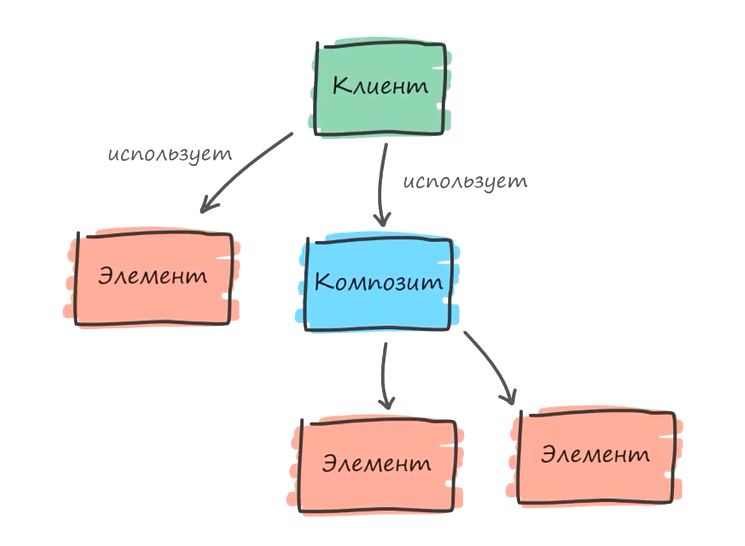 Клиент
использует
использует
Элемент
Композит
Элемент
Элемент